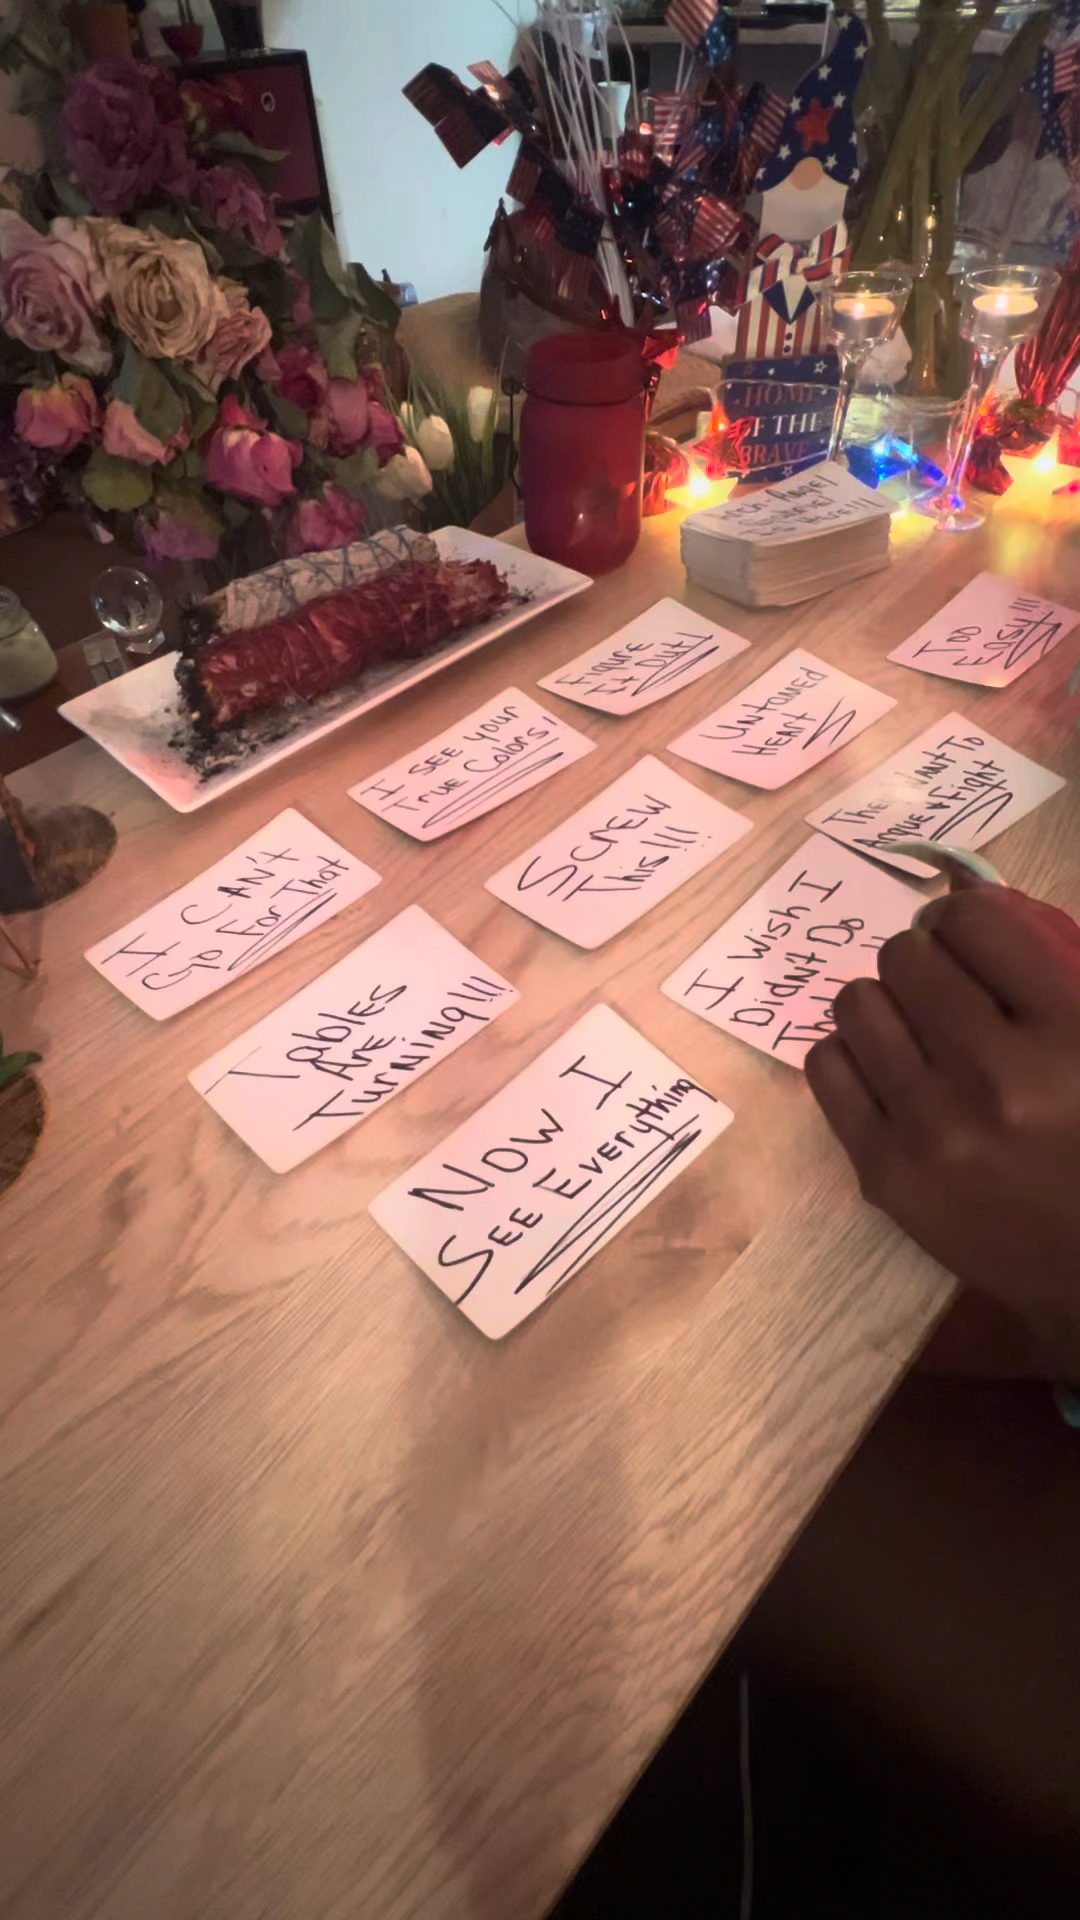 HOME
OF THE
BRAVE
Figure
It Out!
Too
Easy!!!
I SEE your
True Colors!
Untamed
Heart
Screw
This!!!
Want To
Argue & Fight
I CAN't
Go For That
Tables
Are
Turning!!!
I Wish I
Didn't Do
Now I
See Everything